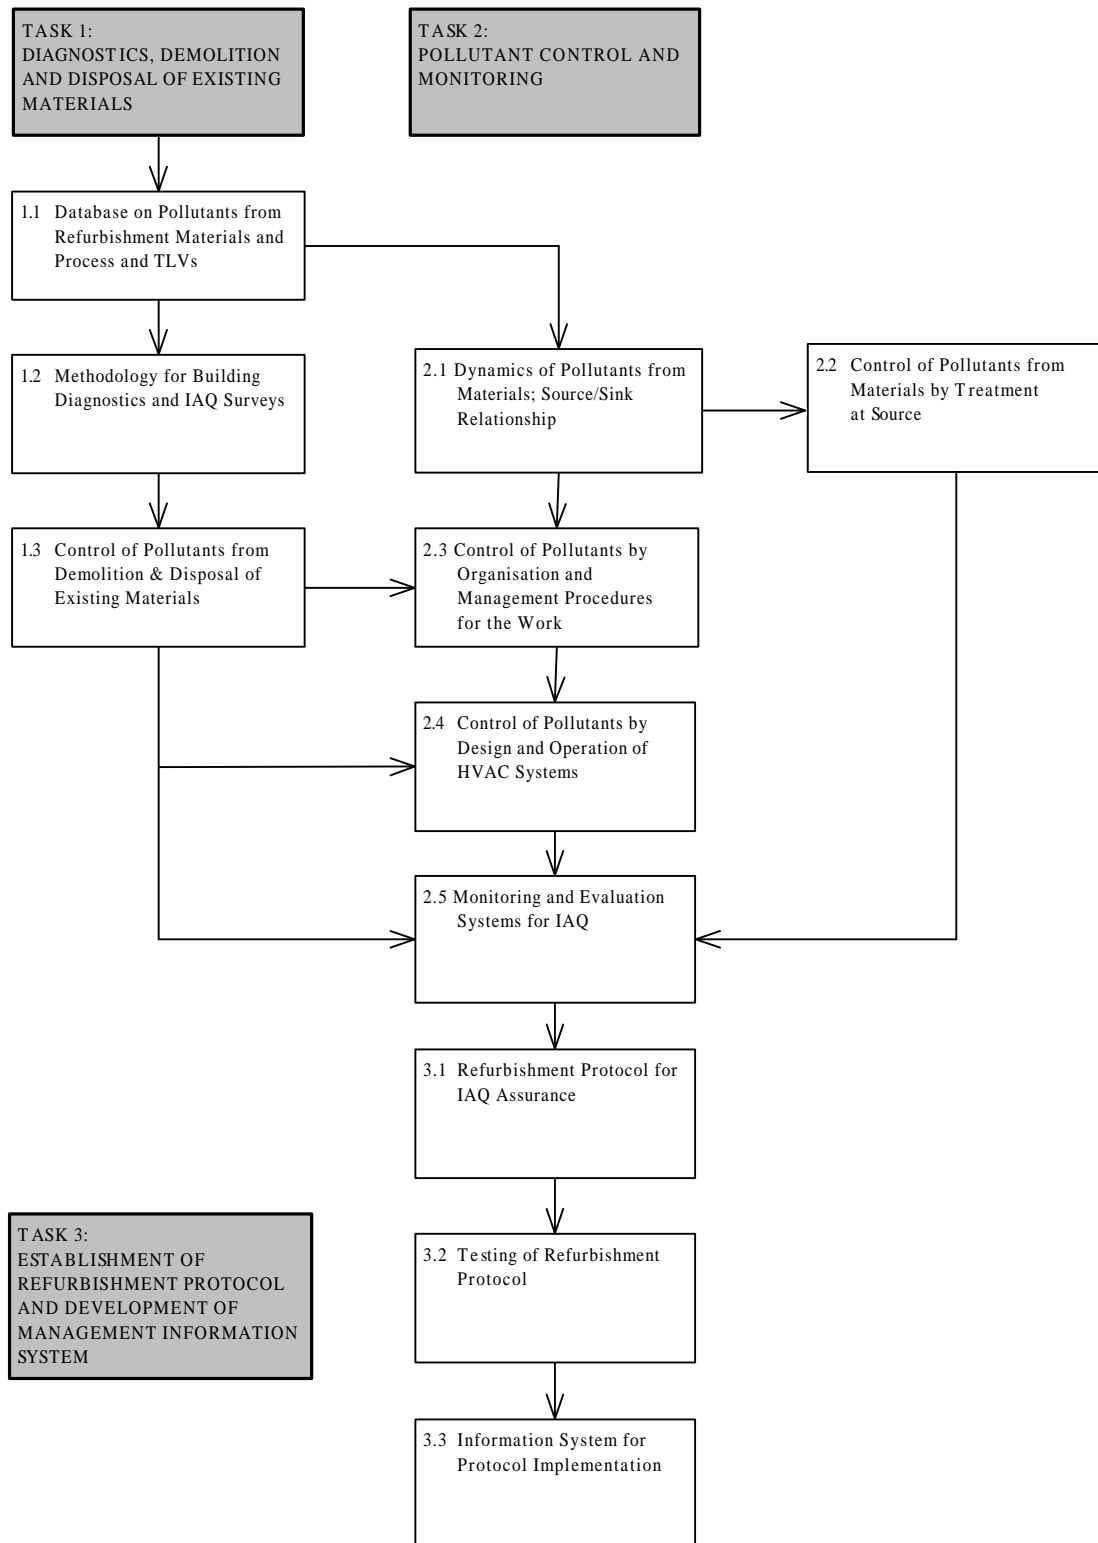 TASK 1:
DIAGNOSTICS, DEMOLITION
AND DISPOSAL OF EXISTING
MATERIALS
TASK 2:
POLLUTANT CONTROL AND
MONITORING
1.1 Database on Pollutants from
Refurbishment Materials and
Process and TLVs
1.2 Methodology for Building
Diagnostics and IAQ Surveys
2.1 Dynamics of Pollutants from
Materials; Source/Sink
Relationship
2.2 Control of Pollutants from
Materials by Treatment
at Source
1.3 Control of Pollutants from
Demolition & Disposal of
Existing Materials
2.3 Control of Pollutants by
Organisation and
Management Procedures
for the Work
2.4 Control of Pollutants by
Design and Operation of
HVAC Systems
2.5 Monitoring and Evaluation
Systems for IAQ
3.1 Refurbishment Protocol for
IAQ Assurance
TASK 3:
ESTABLISHMENT OF
REFURBISHMENT PROTOCOL
AND DEVELOPMENT OF
MANAGEMENT INFORMATION
SYSTEM
3.2 Testing of Refurbishment
Protocol
3.3 Information System for
Protocol Implementation